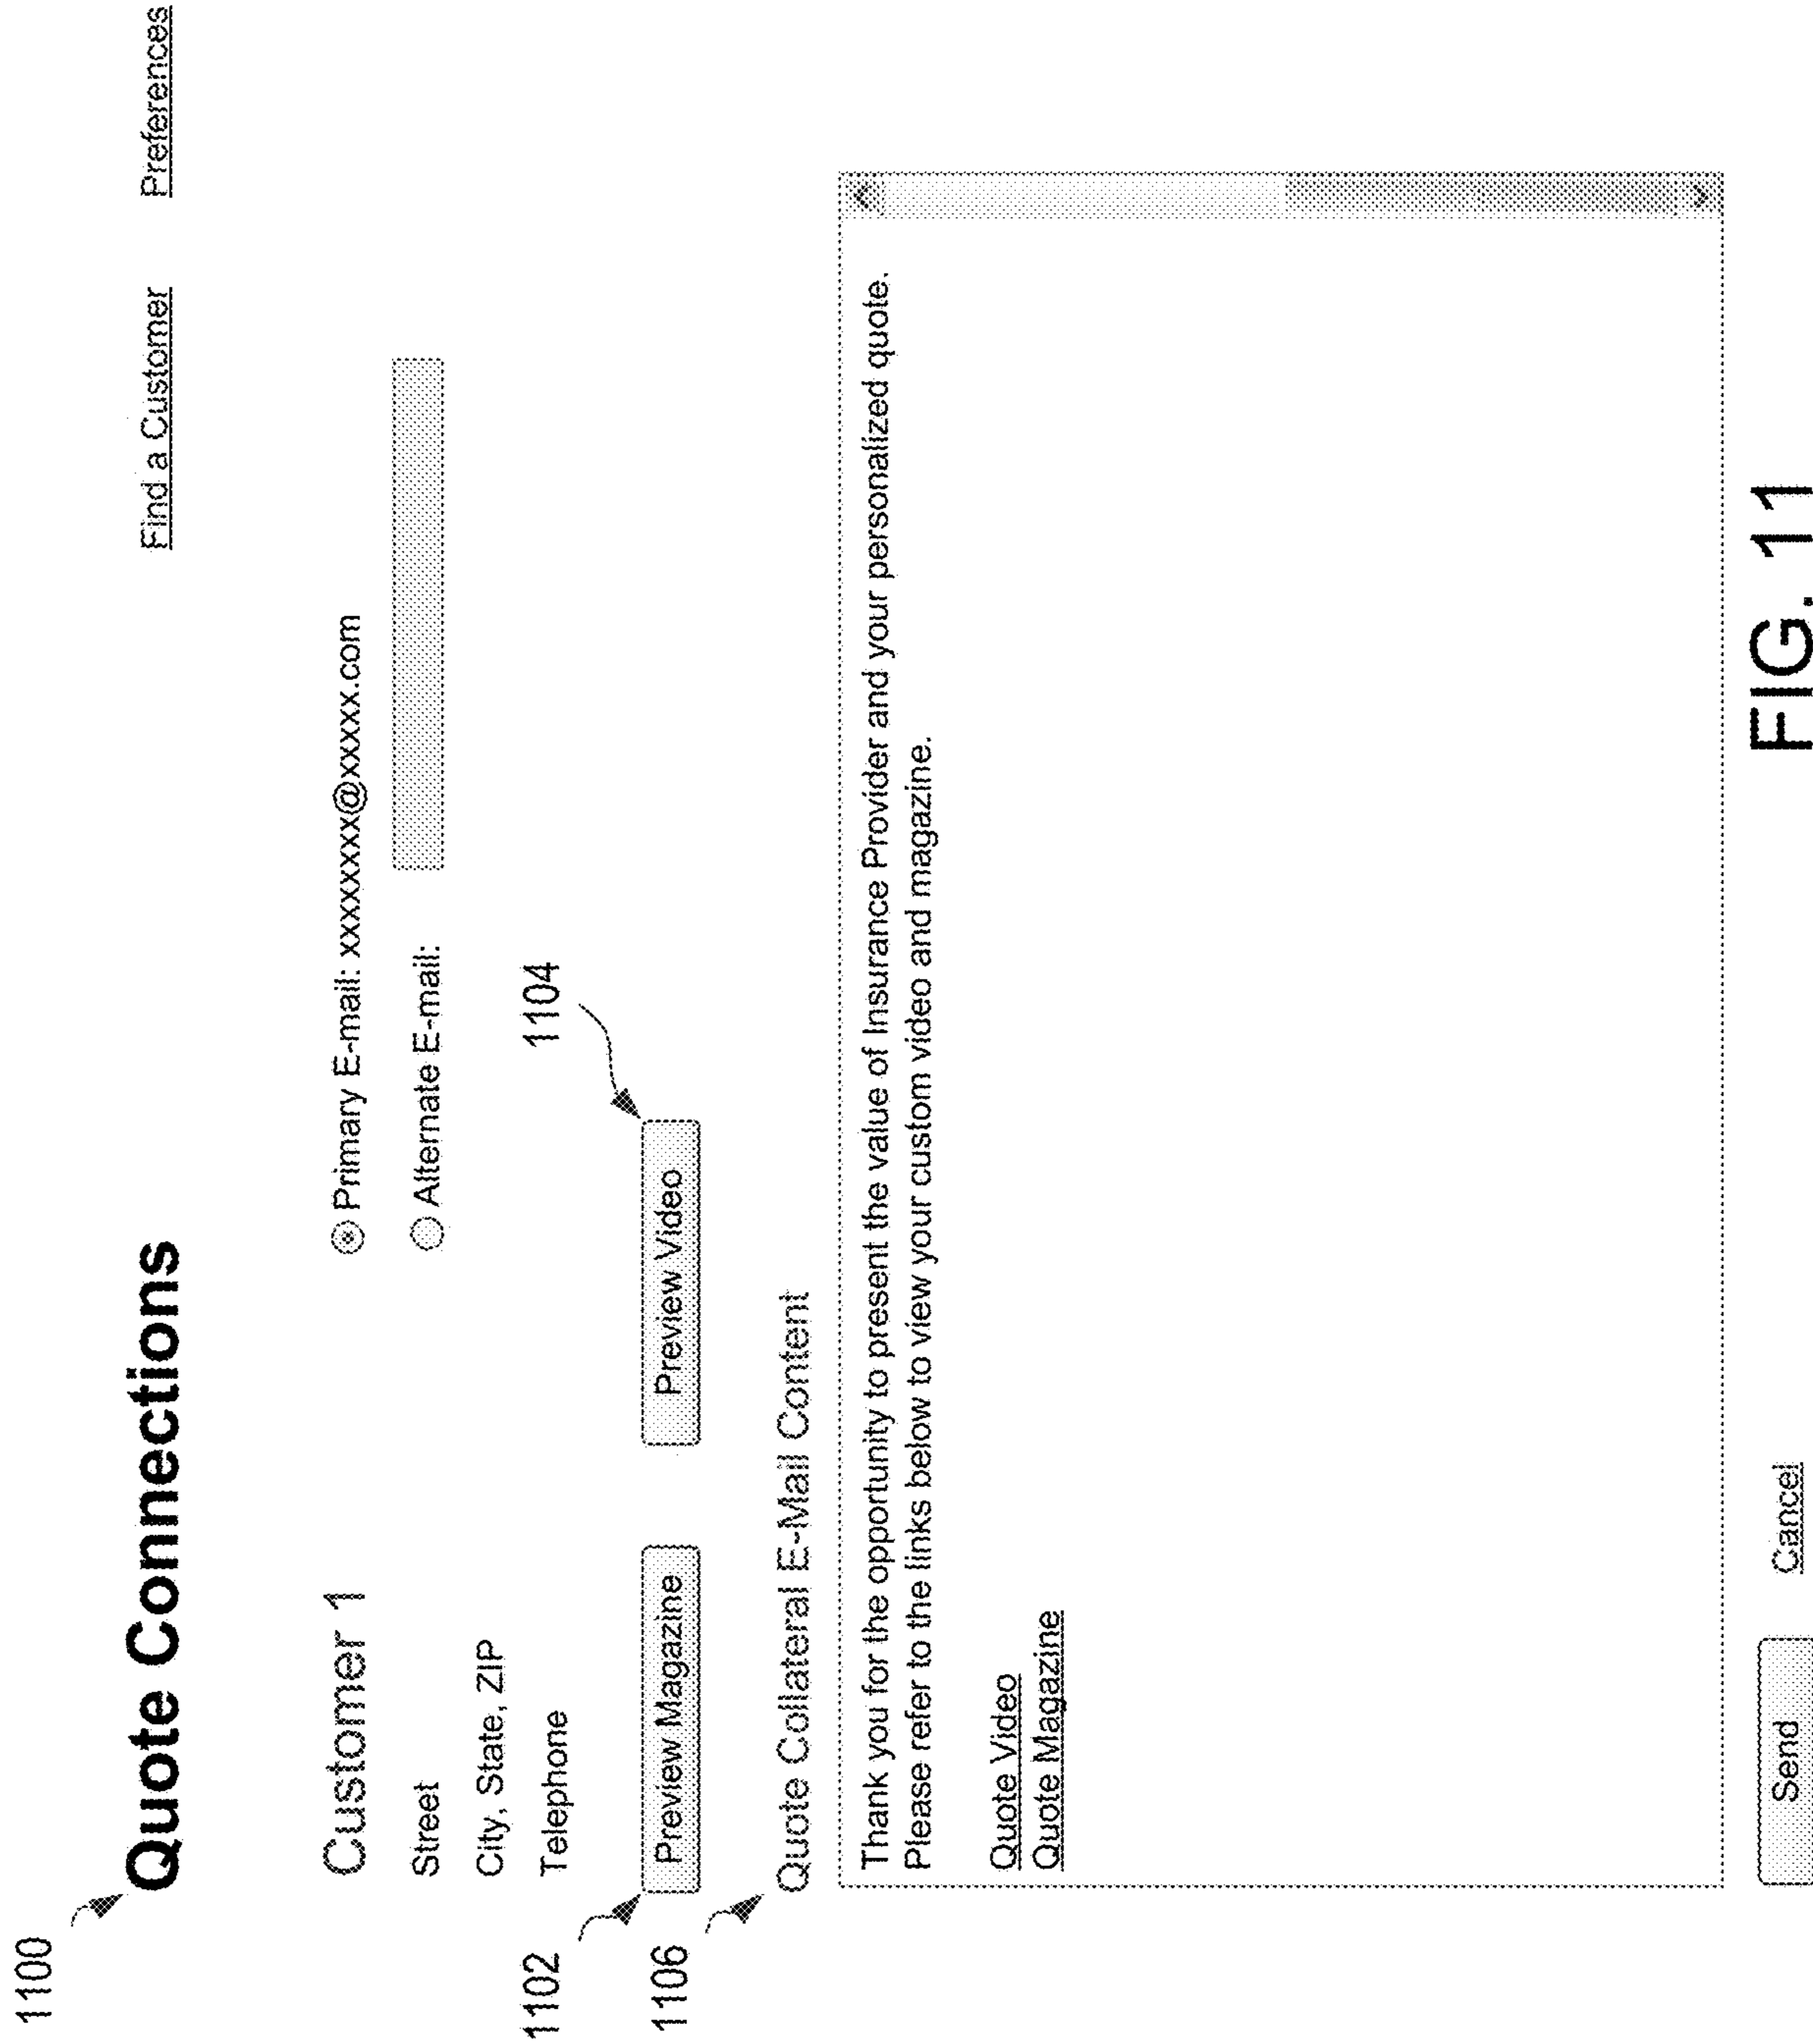 1100
Quote Connections
Find a Customer
Preferences
Customer 1
Primary E-mail: xxxxxxx@xxxxx.com
Street
Alternate E-mail:
City, State, ZIP
Telephone
1102
1104
Preview Magazine
Preview Video
1106
Quote Collateral E-Mail Content
Thank you for the opportunity to present the value of Insurance Provider and your personalized quote.
Please refer to the links below to view your custom video and magazine.
Quote Video
Quote Magazine
Send
Cancel
FIG. 11